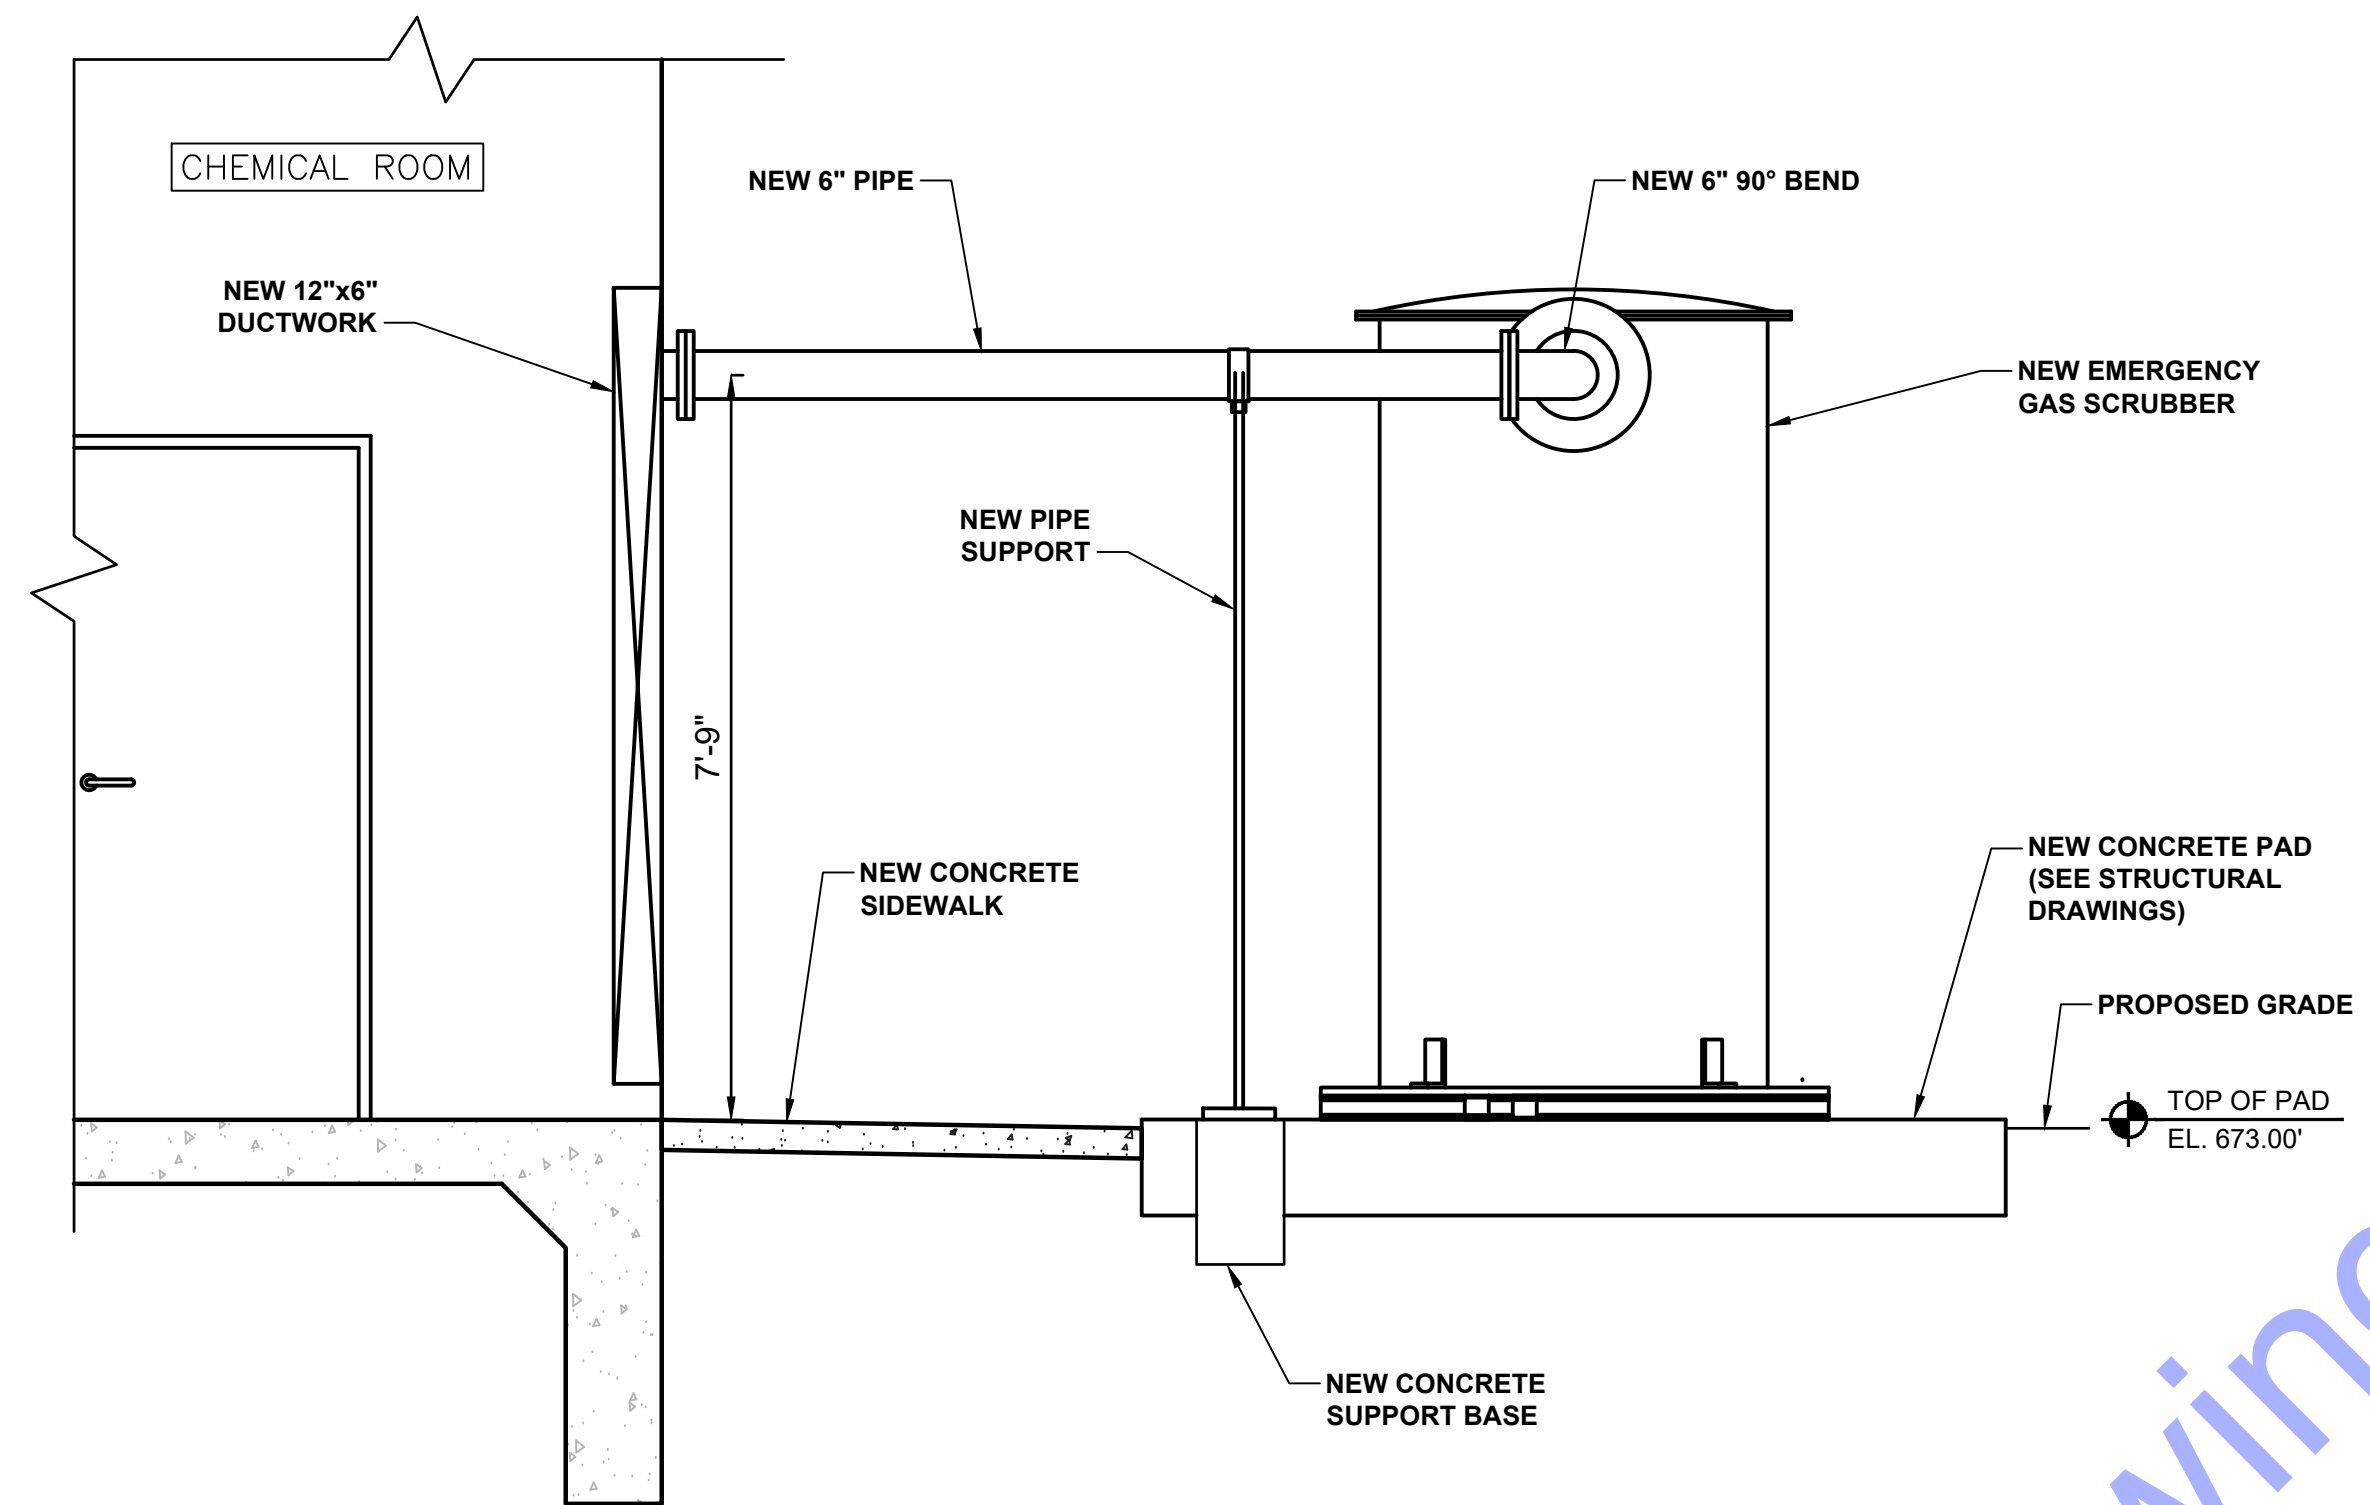 CHEMICAL ROOM
NEW 6" PIPE
NEW 6" 90° BEND
NEW 12"x6"
DUCTWORK
NEW EMERGENCY
GAS SCRUBBER
NEW PIPE
SUPPORT
7'-9"
NEW CONCRETE
SIDEWALK
NEW CONCRETE PAD
(SEE STRUCTURAL
DRAWINGS)
PROPOSED GRADE
TOP OF PAD
EL. 673.00'
NEW CONCRETE
SUPPORT BASE